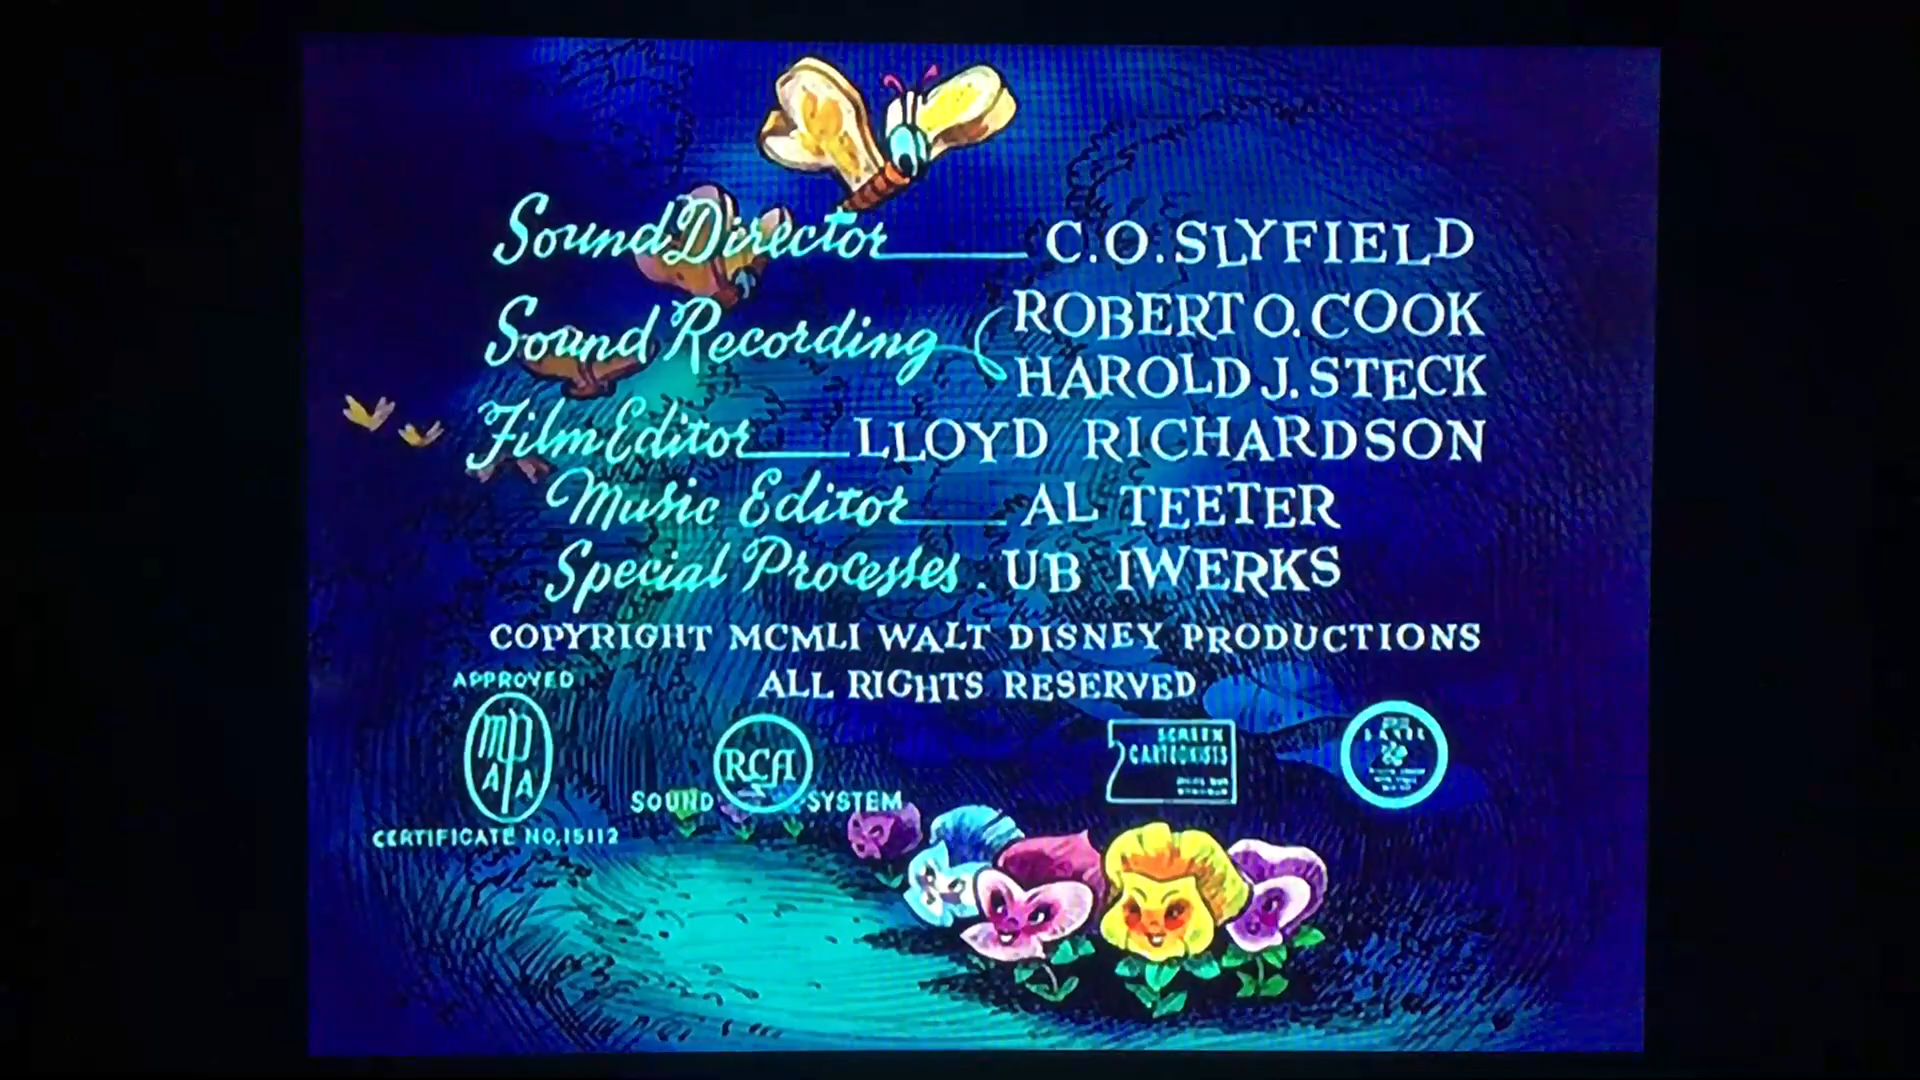 Sound Director C.O. SLYFIELD
Sound Recording ROBERT O. COOK
HAROLD J. STECK
Film Editor LLOYD RICHARDSON
Music Editor AL TEETER
Special Processes . UB IWERKS
COPYRIGHT MCMLI WALT DISNEY PRODUCTIONS
ALL RIGHTS RESERVED
APPROVED
MPAA
CERTIFICATE NO. 15112
RCA
SOUND SYSTEM
SCREEN
CARTOONISTS